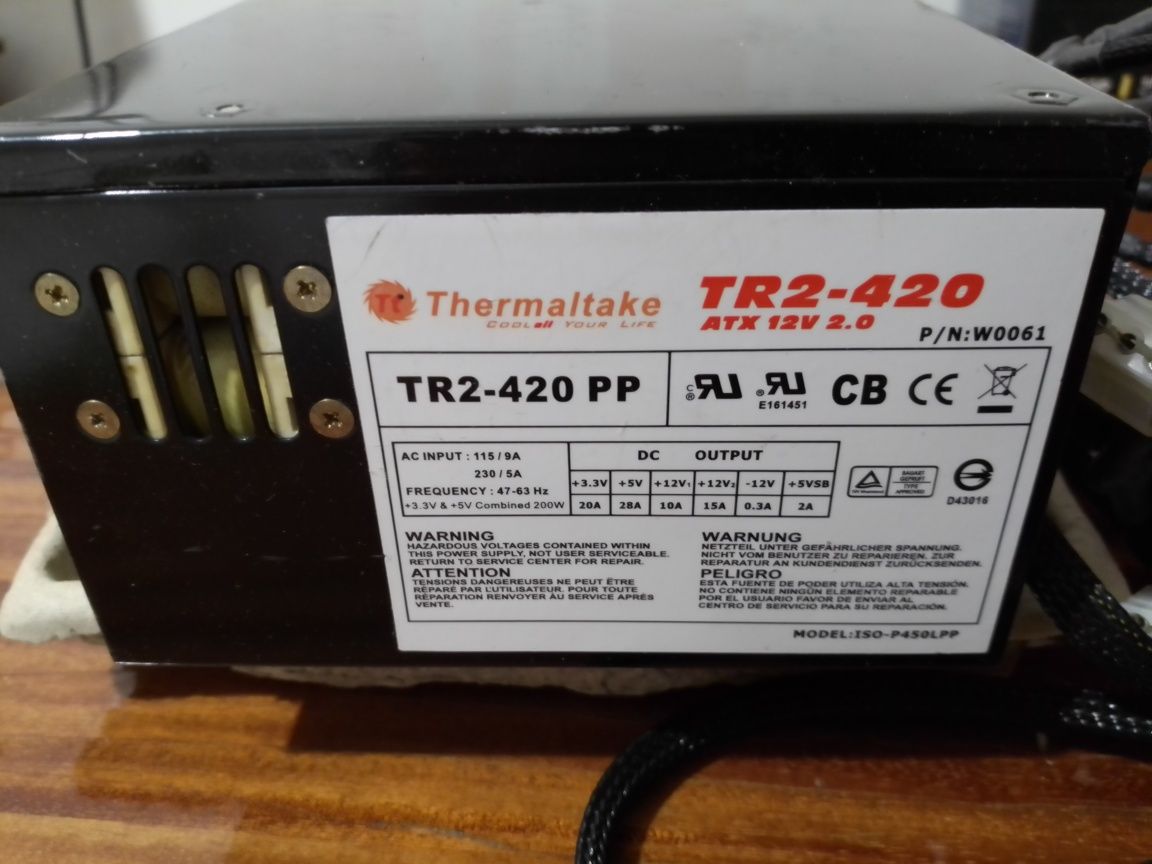 Thermaltake
COOL all YOUR LIFE
TR2-420
ATX 12V 2.0
P/N:W0061
TR2-420 PP
E161451
CB CE
AC INPUT : 115 / 9A
230 / 5A
FREQUENCY : 47-63 Hz
+3.3V & +5V Combined 200W
DC OUTPUT
+3.3V +5V +12V₁ +12V₂ -12V +5VSB
20A 28A 10A 15A 0.3A 2A
BAUART
GEPRÜFT
TYPE
APPROVED
D43016
WARNING
HAZARDOUS VOLTAGES CONTAINED WITHIN
THIS POWER SUPPLY, NOT USER SERVICEABLE.
RETURN TO SERVICE CENTER FOR REPAIR.
ATTENTION
TENSIONS DANGEREUSES NE PEUT ÊTRE
RÉPARÉ PAR L'UTILISATEUR. POUR TOUTE
RÉPARATION RENVOYER ÀU SERVICE APRÉS
VENTE.
WARNUNG
NETZTEIL UNTER GEFÄHRLICHER SPANNUNG.
NICHT VOM BENUTZER ZU REPARIEREN. ZUR
REPARATUR AN KUNDENDIENST ZURÜCKSENDEN.
PELIGRO
ESTA FUENTE DE PODER UTILIZA ALTA TENSIÓN.
NO CONTIENE NINGÚN ELEMENTO REPARABLE
POR EL USUARIO FAVOR DE ENVIAR AL
CENTRO DE SERVICIO PARA SU REPARACIÓN.
MODEL:ISO-P450LPP